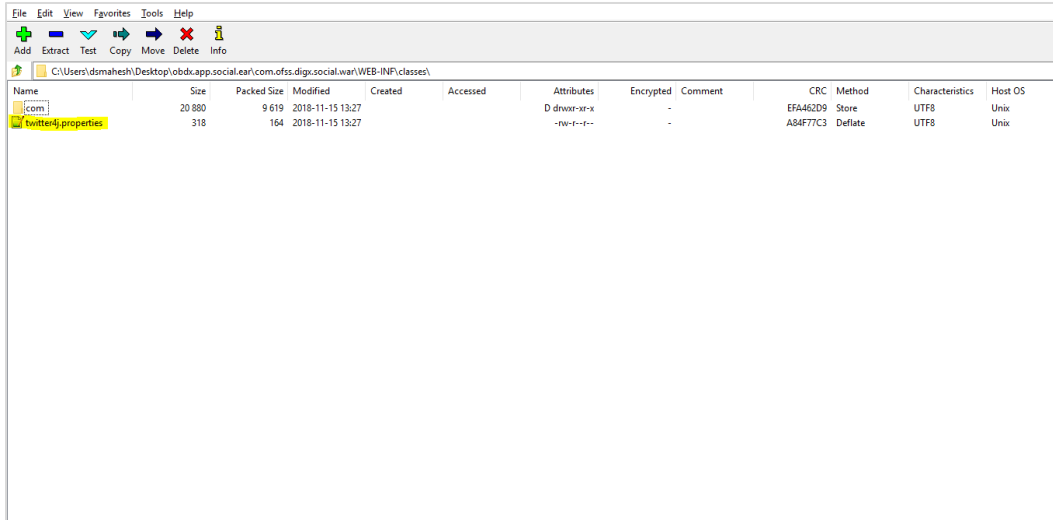 File Edit View Favorites Tools Help
Add Extract Test Copy Move Delete Info
C:\Users\dsmahesh\Desktop\obdx.app.social.ear\com.ofss.digx.social.war\WEB-INF\classes\
Name Size Packed Size Modified Created Accessed Attributes Encrypted Comment CRC Method Characteristics Host OS
com 20 880 9 619 2018-11-15 13:27 D drwxr-xr-x - EFA462D9 Store UTF8 Unix
twitter4j.properties 318 164 2018-11-15 13:27 -rw-r--r-- - A84F77C3 Deflate UTF8 Unix